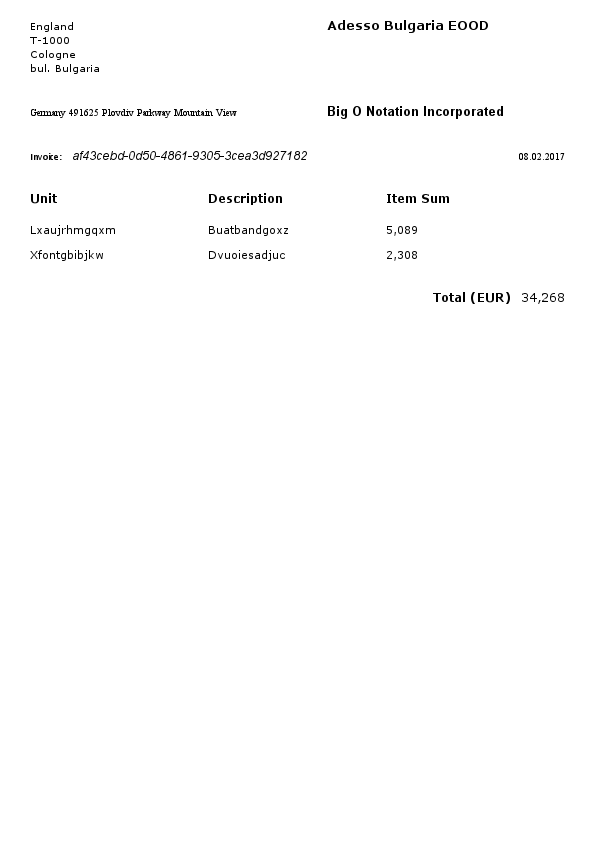 England
T-1000
Cologne
bul. Bulgaria
Adesso Bulgaria EOOD
Germany 491625 Plovdiv Parkway Mountain View
Big O Notation Incorporated
Invoice: af43cebd-0d50-4861-9305-3cea3d927182 08.02.2017
Unit Description Item Sum
Lxaujrhmgqxm Buatbandgoxz 5,089
Xfontgbibjkw Dvuoiesadjuc 2,308
Total (EUR) 34,268